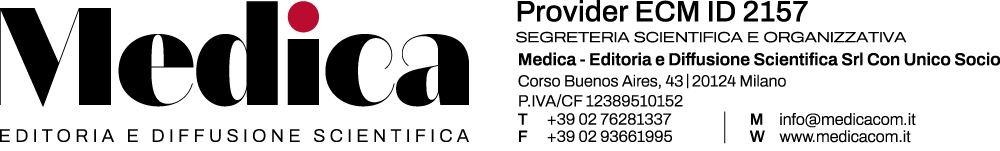 Medica
EDITORIA E DIFFUSIONE SCIENTIFICA
Provider ECM ID 2157
SEGRETERIA SCIENTIFICA E ORGANIZZATIVA
Medica - Editoria e Diffusione Scientifica Srl Con Unico Socio
Corso Buenos Aires, 43 | 20124 Milano
P.IVA/CF 12389510152
T +39 02 76281337 | M info@medicacom.it
F +39 02 93661995 | W www.medicacom.it